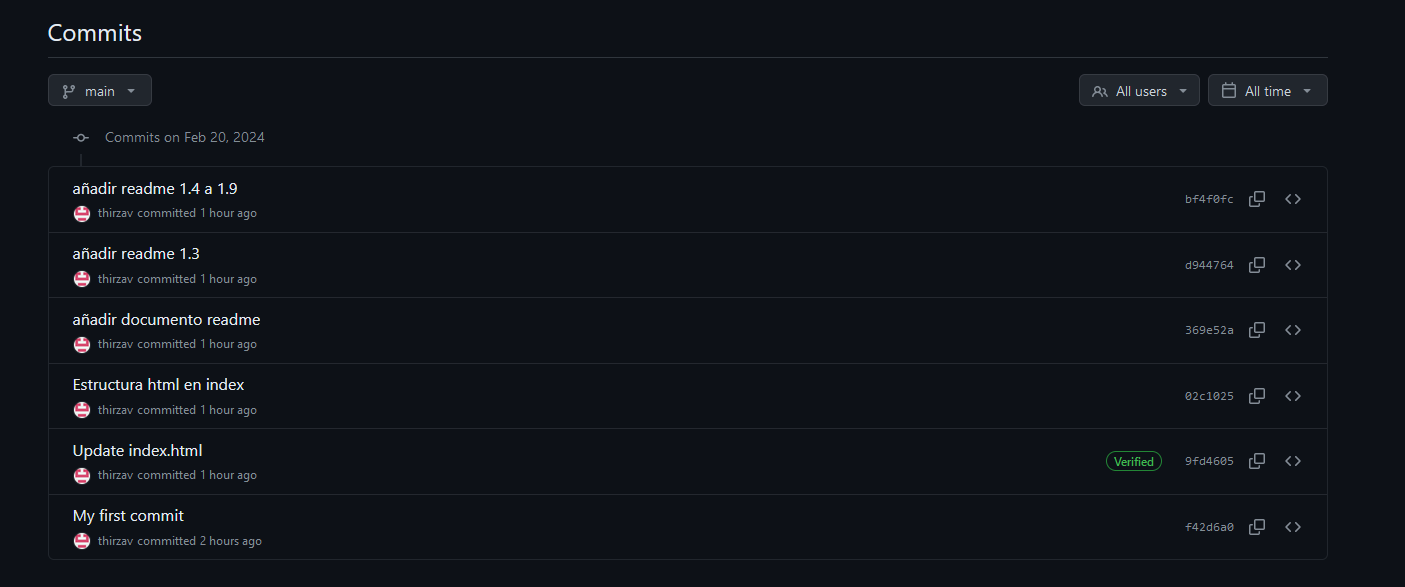 Commits
main
All users
All time
Commits on Feb 20, 2024
añadir readme 1.4 a 1.9
thirzav committed 1 hour ago
bf4f0fc
añadir readme 1.3
thirzav committed 1 hour ago
d944764
añadir documento readme
thirzav committed 1 hour ago
369e52a
Estructura html en index
thirzav committed 1 hour ago
02c1025
Update index.html
thirzav committed 1 hour ago
Verified
9fd4605
My first commit
thirzav committed 2 hours ago
f42d6a0